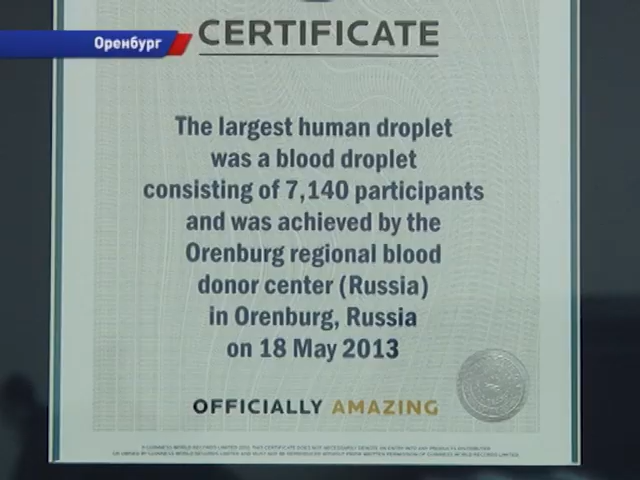 Оренбург
CERTIFICATE
The largest human droplet
was a blood droplet
consisting of 7,140 participants
and was achieved by the
Orenburg regional blood
donor center (Russia)
in Orenburg, Russia
on 18 May 2013
OFFICIALLY AMAZING